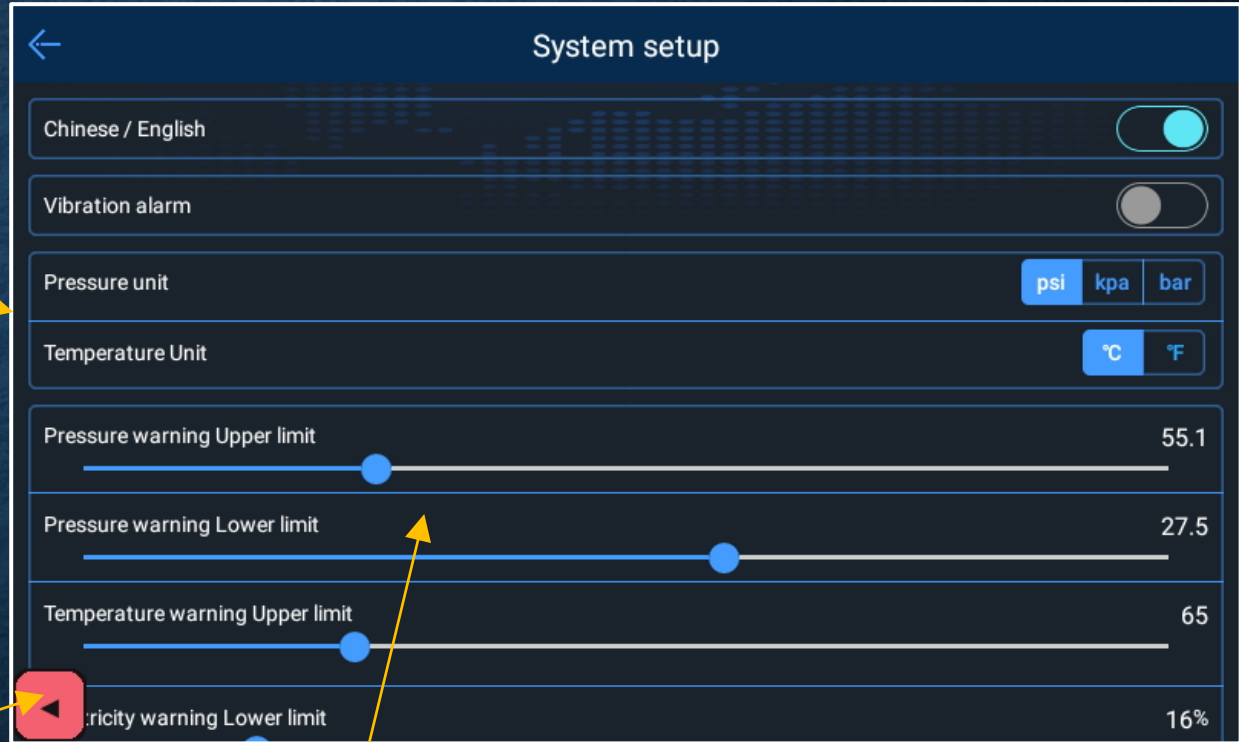 System setup
Chinese / English
Vibration alarm
Pressure unit psi kpa bar
Temperature Unit °C °F
Pressure warning Upper limit 55.1
Pressure warning Lower limit 27.5
Temperature warning Upper limit 65
tricity warning Lower limit 16%